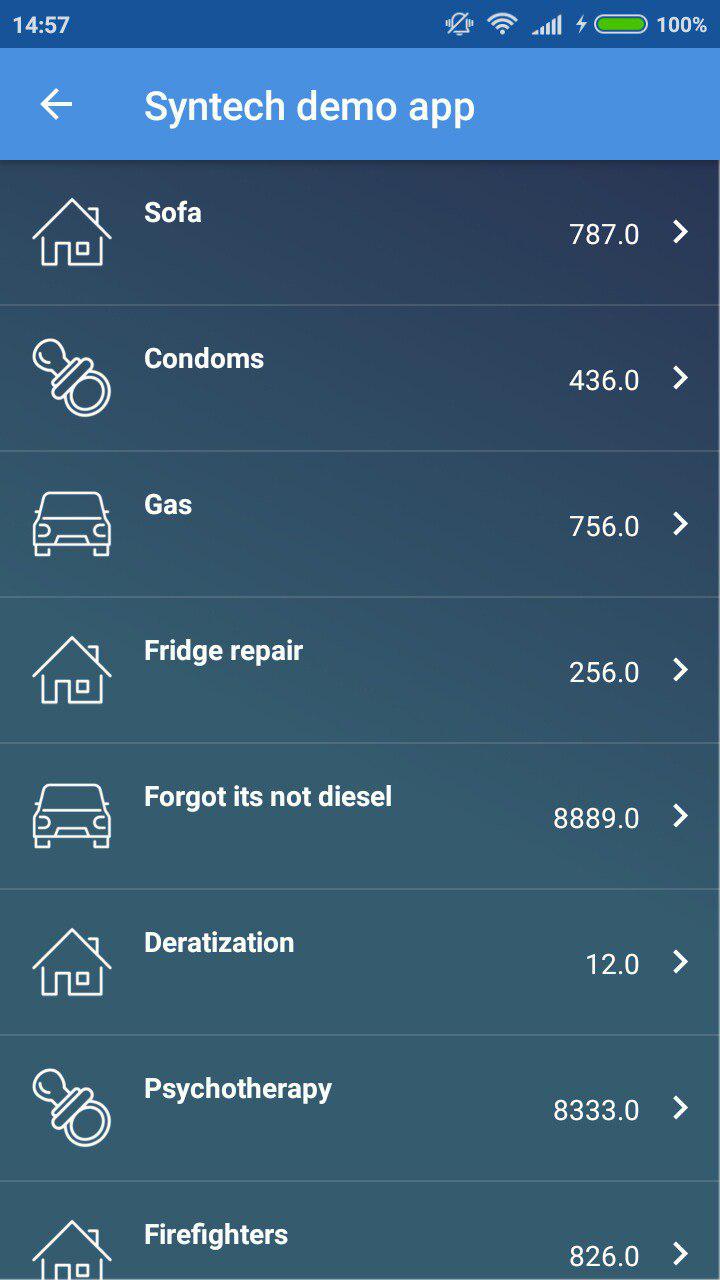 14:57 100%
Syntech demo app
Sofa
787.0
Condoms
436.0
Gas
756.0
Fridge repair
256.0
Forgot its not diesel
8889.0
Deratization
12.0
Psychotherapy
8333.0
Firefighters
826.0